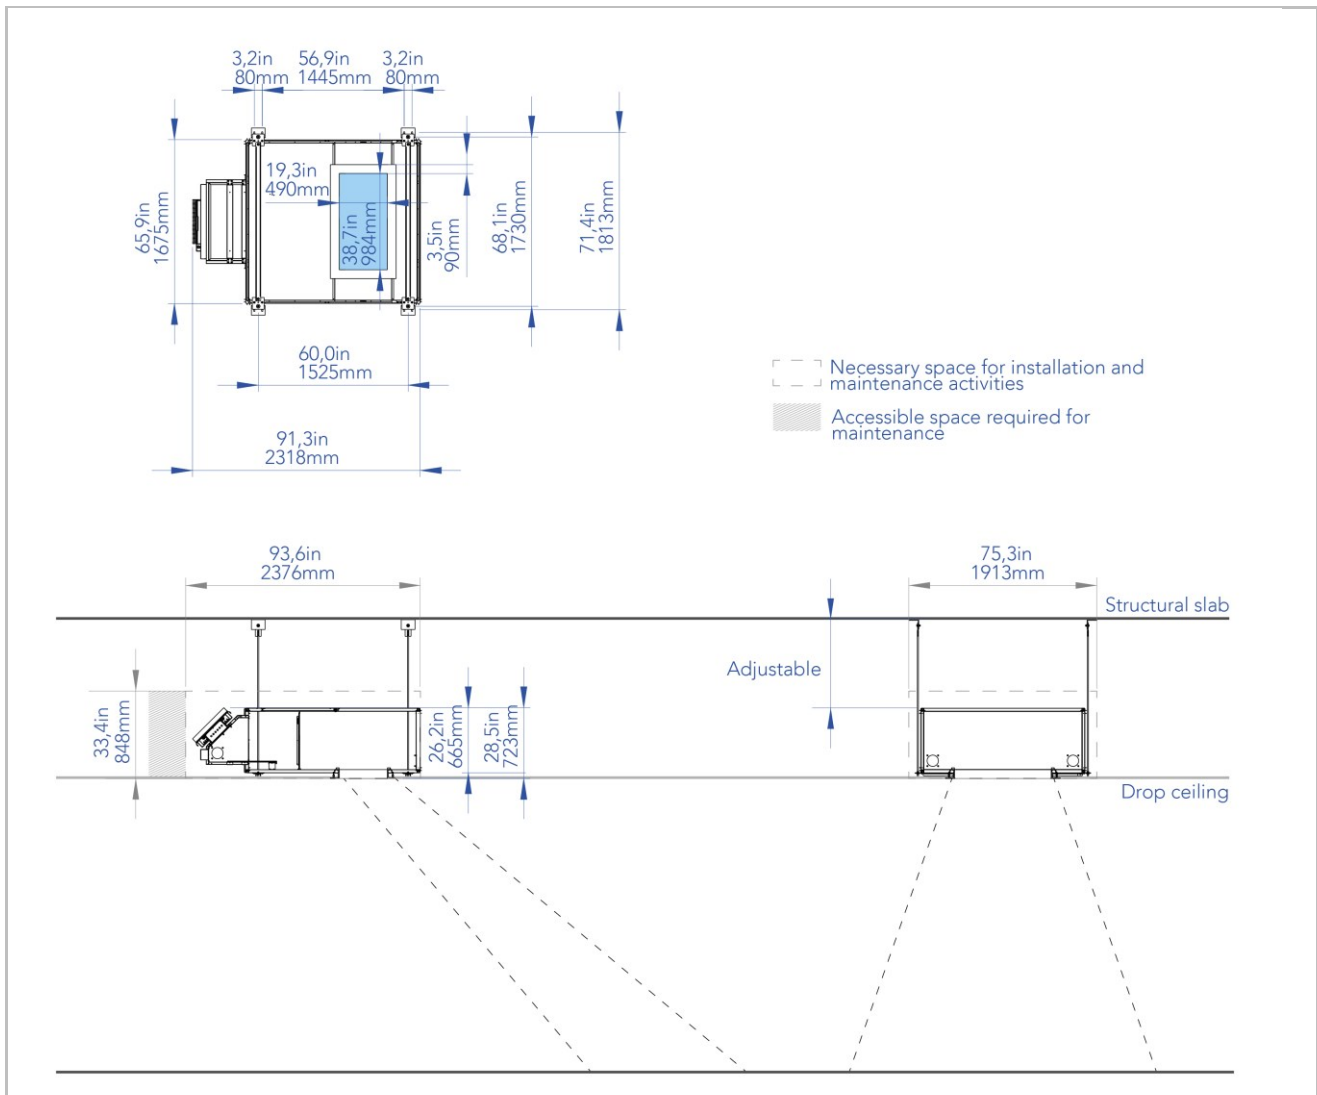 3,2in 56,9in 3,2in
80mm 1445mm 80mm
19,3in
490mm
65,9in
1675mm
38,7in
984mm
3,5in
90mm
68,1in
1730mm
71,4in
1813mm
60,0in
1525mm
91,3in
2318mm
Necessary space for installation and
maintenance activities
Accessible space required for
maintenance
93,6in
2376mm
75,3in
1913mm
Structural slab
Adjustable
33,4in
848mm
26,2in
665mm
28,5in
723mm
Drop ceiling